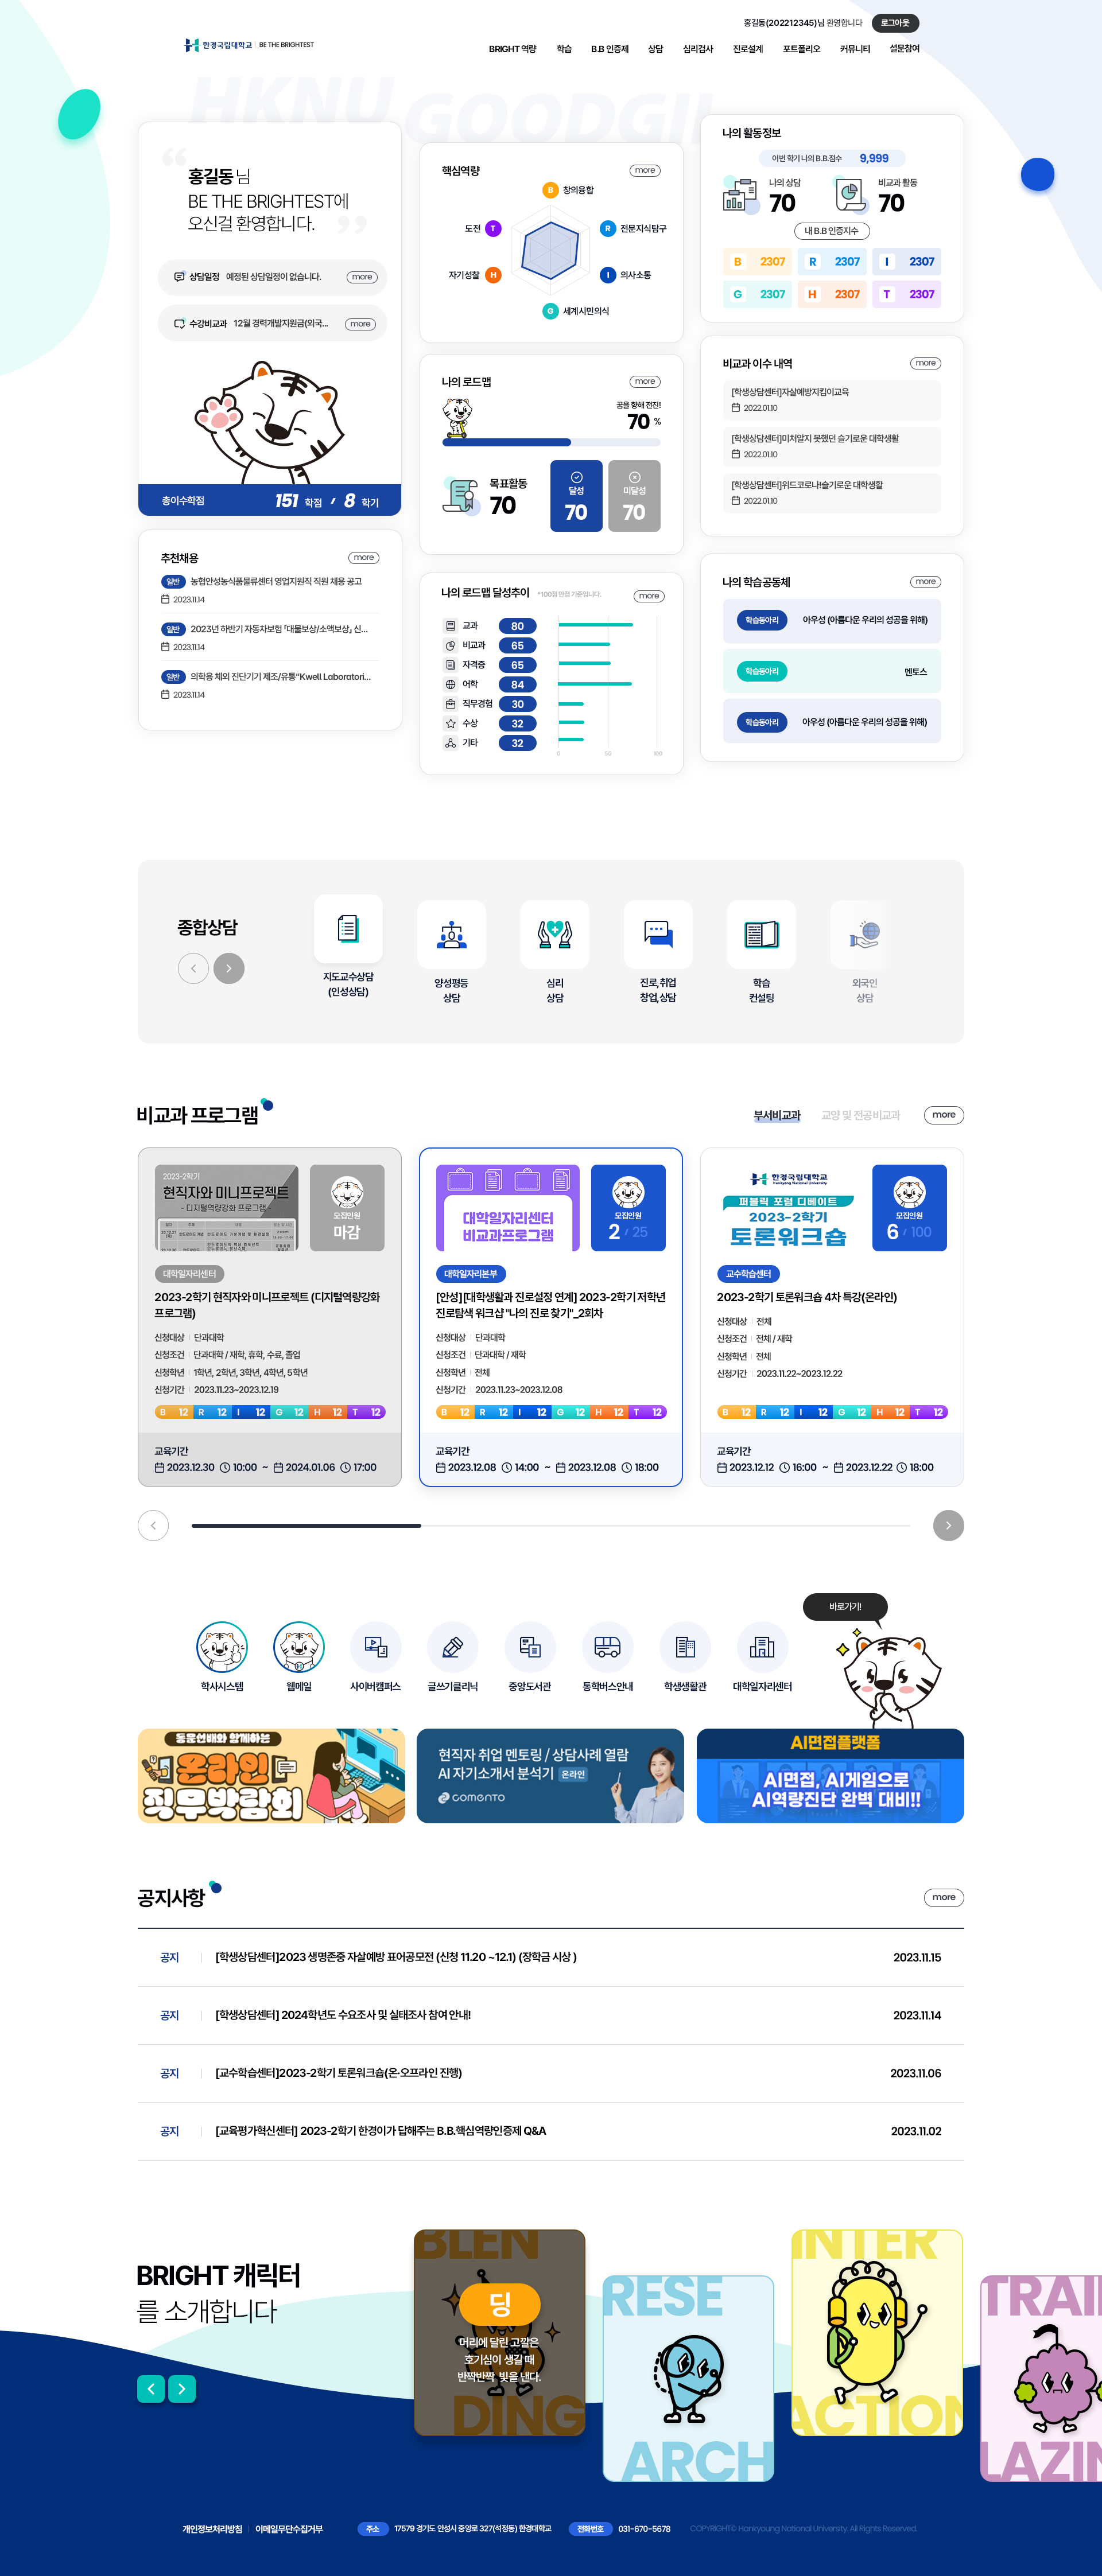 홍길동(202212345)님 환영합니다
로그아웃
한경국립대학교
BE THE BRIGHTEST
BRIGHT 역량
학습
B.B 인증제
상담
심리검사
진로설계
포트폴리오
커뮤니티
설문참여
HKNU GOODGII
홍길동 님
BE THE BRIGHTEST에
오신걸 환영합니다.
상담일정 예정된 상담일정이 없습니다.
more
수강비교과 12월 경력개발지원금(외국...
more
총이수학점
151 학점 / 8 학기
추천채용
more
일반 농협안성농식품물류센터 영업지원직 직원 채용 공고
2023.11.14
일반 2023년 하반기 자동차보험 「대물보상/소액보상」 신...
2023.11.14
일반 의학용 체외 진단기기 제조/유통"Kwell Laboratori...
2023.11.14
핵심역량
more
B 창의융합
도전 T
R 전문지식탐구
자기성찰 H
I 의사소통
G 세계시민의식
나의 로드맵
more
꿈을 향해 전진!
70 %
목표활동
70
달성
70
미달성
70
나의 로드맵 달성추이
*100점 만점 기준입니다.
more
교과 80
비교과 65
자격증 65
어학 84
직무경험 30
수상 32
기타 32
0 50 100
나의 활동정보
이번 학기 나의 B.B.점수 9,999
나의 상담
70
비교과 활동
70
내 B.B 인증지수
B 2307
R 2307
I 2307
G 2307
H 2307
T 2307
비교과 이수 내역
more
[학생상담센터]자살예방지킴이교육
2022.01.10
[학생상담센터]미처알지 못했던 슬기로운 대학생활
2022.01.10
[학생상담센터]위드코로나!슬기로운 대학생활
2022.01.10
나의 학습공동체
more
학습동아리 아우성 (아름다운 우리의 성공을 위해)
학습동아리 멘토스
학습동아리 아우성 (아름다운 우리의 성공을 위해)
종합상담
지도교수상담
(인성상담)
양성평등
상담
심리
상담
진로,취업
창업,상담
학습
컨설팅
외국인
상담
비교과 프로그램
부서비교과
교양 및 전공비교과
more
2023-2학기
현직자와 미니프로젝트
- 디지털역량강화 프로그램 -
모집인원
마감
대학일자리센터
2023-2학기 현직자와 미니프로젝트 (디지털역량강화
프로그램)
신청대상 단과대학
신청조건 단과대학 / 재학, 휴학, 수료, 졸업
신청학년 1학년, 2학년, 3학년, 4학년, 5학년
신청기간 2023.11.23~2023.12.19
B 12 R 12 I 12 G 12 H 12 T 12
교육기간
2023.12.30 10:00 ~ 2024.01.06 17:00
대학일자리센터
비교과프로그램
모집인원
2 / 25
대학일자리본부
[안성][대학생활과 진로설정 연계] 2023-2학기 저학년
진로탐색 워크샵 "나의 진로 찾기"_2회차
신청대상 단과대학
신청조건 단과대학 / 재학
신청학년 전체
신청기간 2023.11.23~2023.12.08
B 12 R 12 I 12 G 12 H 12 T 12
교육기간
2023.12.08 14:00 ~ 2023.12.08 18:00
한경국립대학교
퍼블릭 포럼 디베이트
2023-2학기
토론워크숍
모집인원
6 / 100
교수학습센터
2023-2학기 토론워크숍 4차 특강(온라인)
신청대상 전체
신청조건 전체 / 재학
신청학년 전체
신청기간 2023.11.22~2023.12.22
B 12 R 12 I 12 G 12 H 12 T 12
교육기간
2023.12.12 16:00 ~ 2023.12.22 18:00
바로가기!
학사시스템
웹메일
사이버캠퍼스
글쓰기클리닉
중앙도서관
통학버스안내
학생생활관
대학일자리센터
동문선배와 함께하는
온라인
직무박람회
현직자 취업 멘토링 / 상담사례 열람
AI 자기소개서 분석기 온라인
comento
AI면접플랫폼
AI면접, AI게임으로
AI역량진단 완벽 대비!!
공지사항
more
공지 [학생상담센터]2023 생명존중 자살예방 표어공모전 (신청 11.20 ~12.1) (장학금 시상 ) 2023.11.15
공지 [학생상담센터] 2024학년도 수요조사 및 실태조사 참여 안내! 2023.11.14
공지 [교수학습센터]2023-2학기 토론워크숍(온·오프라인 진행) 2023.11.06
공지 [교육평가혁신센터] 2023-2학기 한경이가 답해주는 B.B.핵심역량인증제 Q&A 2023.11.02
BRIGHT 캐릭터
를 소개합니다
BLEN
딩
머리에 달린 고깔은
호기심이 생길 때
반짝반짝 빛을 낸다.
DING
RESE
ARCH
INTER
ACTION
TRAI
LAZIN
개인정보처리방침
이메일무단수집거부
주소 17579 경기도 안성시 중앙로 327(석정동) 한경대학교
전화번호 031-670-5678
COPYRIGHT© Hankyoung National University. All Rights Reserved.